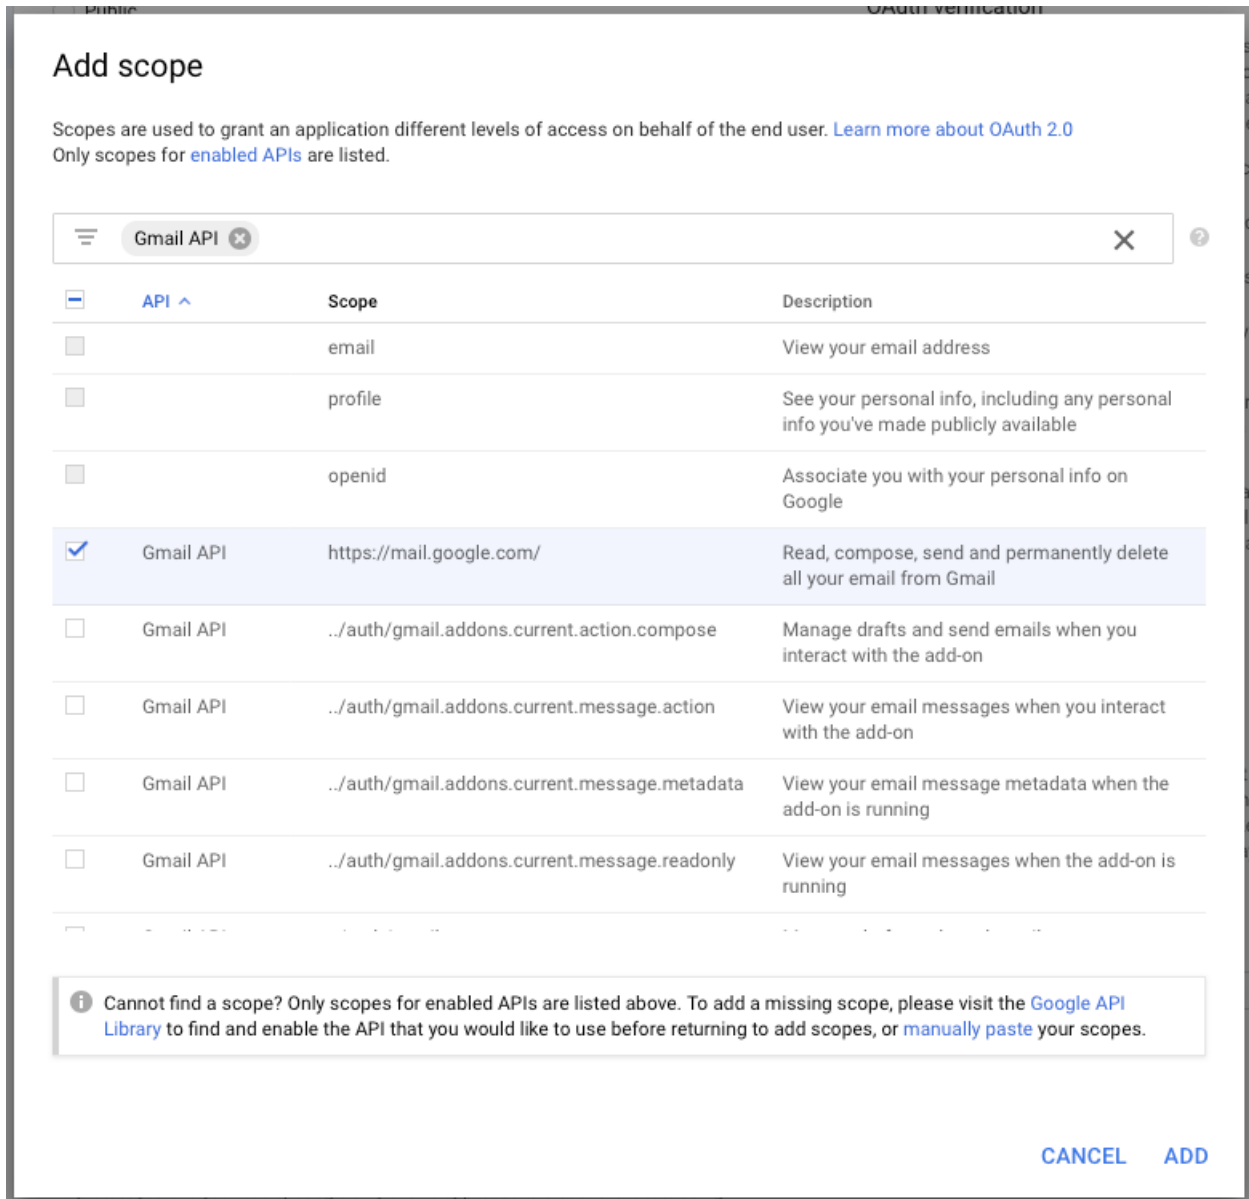 Public
OAuth verification
Add scope
Scopes are used to grant an application different levels of access on behalf of the end user. Learn more about OAuth 2.0
Only scopes for enabled APIs are listed.
Gmail API
API Scope Description
email View your email address
profile See your personal info, including any personal
info you've made publicly available
openid Associate you with your personal info on
Google
Gmail API https://mail.google.com/ Read, compose, send and permanently delete
all your email from Gmail
Gmail API ../auth/gmail.addons.current.action.compose Manage drafts and send emails when you
interact with the add-on
Gmail API ../auth/gmail.addons.current.message.action View your email messages when you interact
with the add-on
Gmail API ../auth/gmail.addons.current.message.metadata View your email message metadata when the
add-on is running
Gmail API ../auth/gmail.addons.current.message.readonly View your email messages when the add-on is
running
Cannot find a scope? Only scopes for enabled APIs are listed above. To add a missing scope, please visit the Google API
Library to find and enable the API that you would like to use before returning to add scopes, or manually paste your scopes.
CANCEL ADD